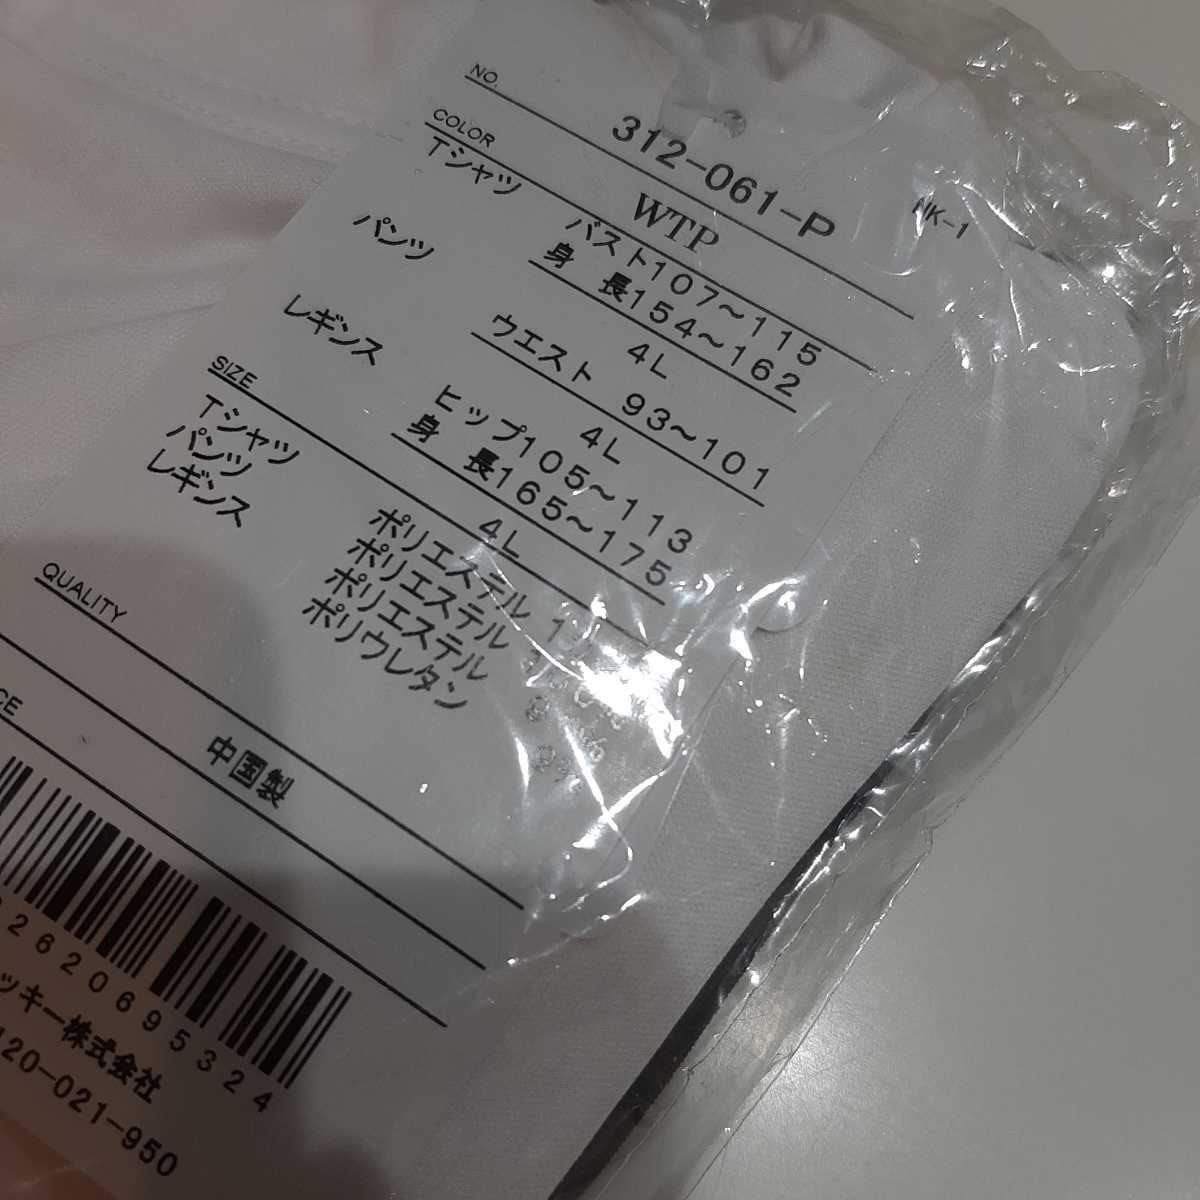 NO.
312-061-P
NK-1
COLOR
WTP
Tシャツ
バスト107〜115
身 長154〜162
4L
パンツ
ウエスト 93〜101
4L
レギンス
ヒップ105〜113
身 長165〜175
4L
SIZE
Tシャツ ポリエステル
パンツ ポリエステル
レギンス ポリエステル
ポリウレタン
QUALITY
中国製
CE
2620695324
ッキー株式会社
120-021-950